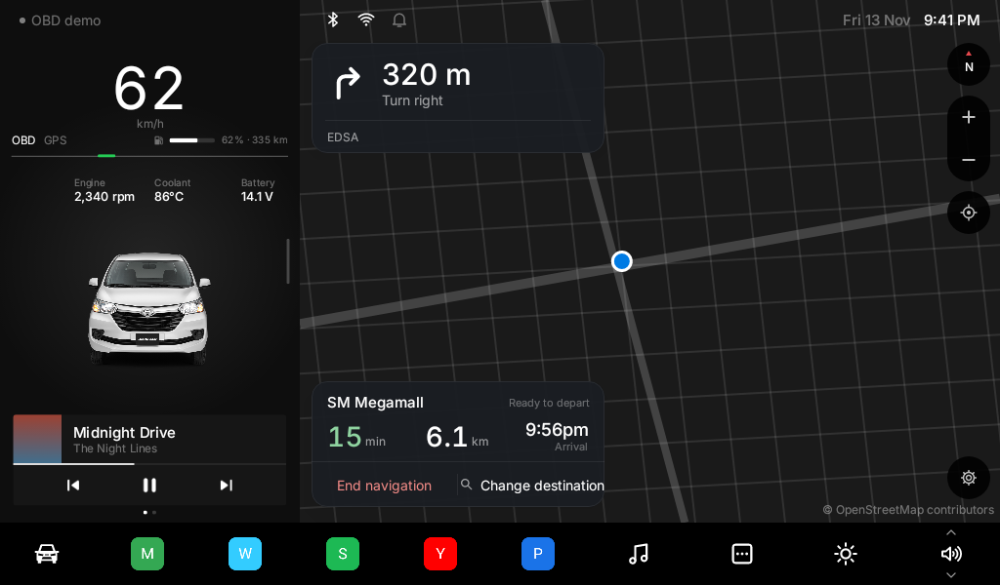 OBD demo
62
km/h
OBD GPS
62% · 335 km
Engine
2,340 rpm
Coolant
86°C
Battery
14.1 V
Midnight Drive
The Night Lines
Fri 13 Nov 9:41 PM
320 m
Turn right
EDSA
N
SM Megamall
Ready to depart
15 min
6.1 km
9:56pm
Arrival
End navigation
Change destination
© OpenStreetMap contributors
M
W
S
Y
P